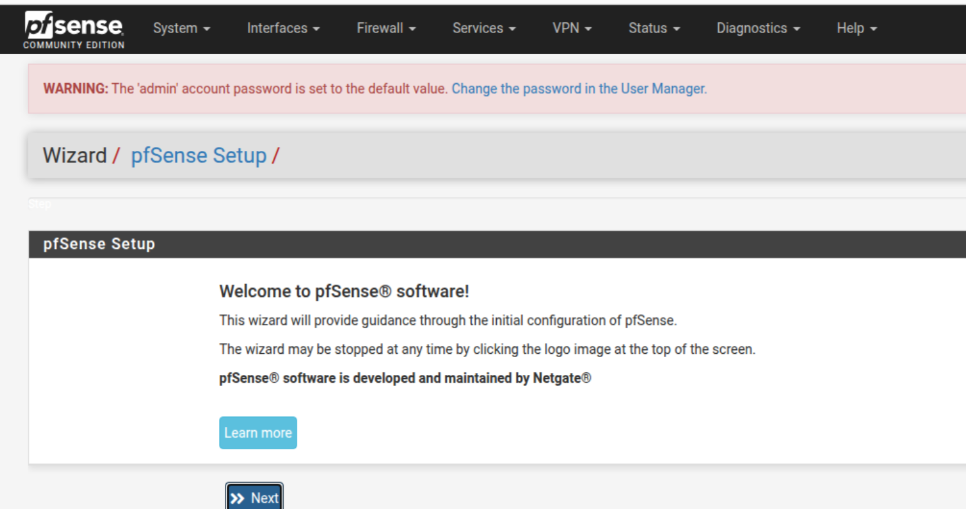 pfsense
COMMUNITY EDITION
System Interfaces Firewall Services VPN Status Diagnostics Help
WARNING: The 'admin' account password is set to the default value. Change the password in the User Manager.
Wizard / pfSense Setup /
Step
pfSense Setup
Welcome to pfSense® software!
This wizard will provide guidance through the initial configuration of pfSense.
The wizard may be stopped at any time by clicking the logo image at the top of the screen.
pfSense® software is developed and maintained by Netgate®
Learn more
Next